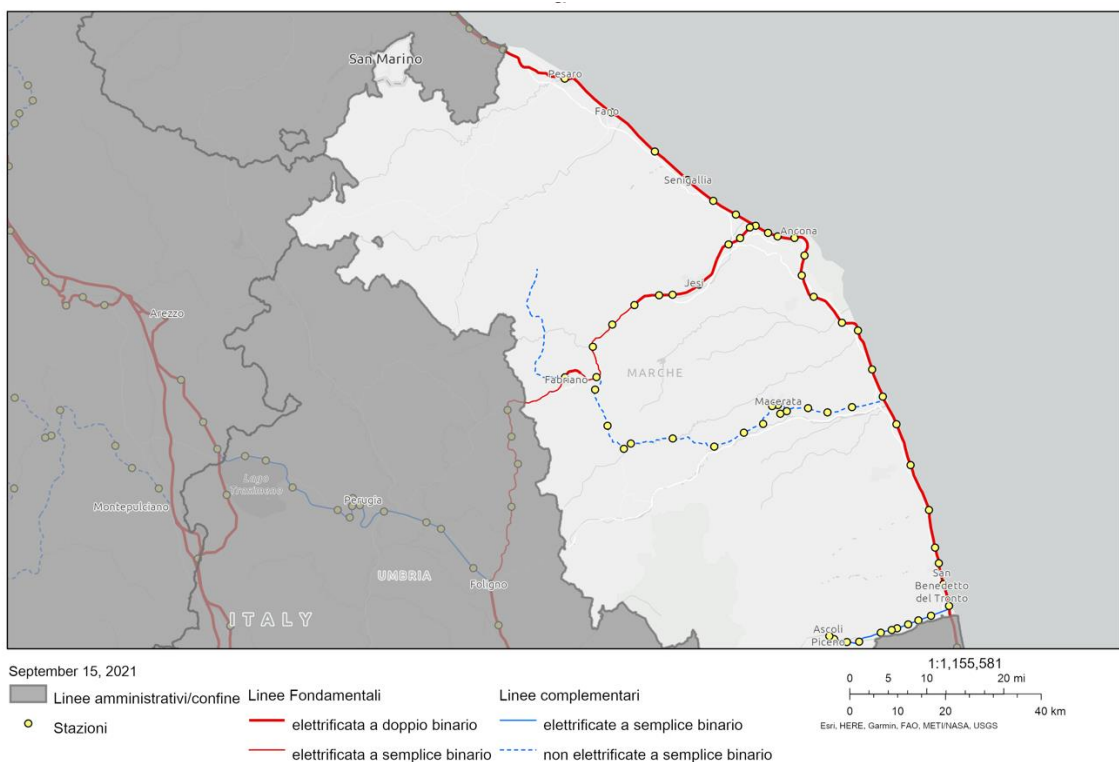 San Marino
Pesaro
Fano
Senigallia
Ancona
Jesi
Arezzo
MARCHE
Fabriano
Macerata
Lago
Trasimeno
Perugia
Montepulciano
UMBRIA
Foligno
San
Benedetto
del Tronto
ITALY
Ascoli
Piceno
September 15, 2021
1:1,155,581
Linee amministrativi/confine
Stazioni
Linee Fondamentali
elettrificata a doppio binario
elettrificata a semplice binario
Linee complementari
elettrificate a semplice binario
non elettrificate a semplice binario
0 5 10 20 mi
0 10 20 40 km
Esri, HERE, Garmin, FAO, METI/NASA, USGS